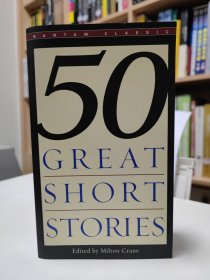 BANTAM CLASSIC
50
GREAT
SHORT
STORIES
Edited by Milton Crane